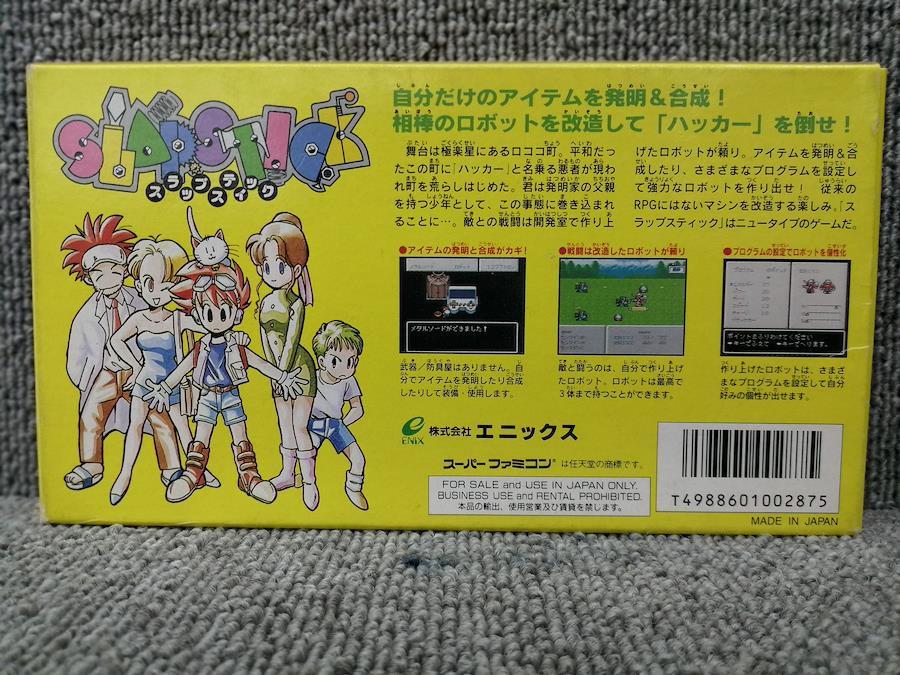 SLAPSTICK
スラップスティック
自分だけのアイテムを発明&合成!
相棒のロボットを改造して「ハッカー」を倒せ!
舞台は極楽星にあるロココ町。平和だっ
たこの町に「ハッカー」と名乗る悪者が現わ
れ町を荒らしはじめた。君は発明家の父親
を持つ少年として、この事態に巻き込まれ
ることに…。敵との戦闘は開発室で作り上
げたロボットが頼り。アイテムを発明&合
成したり、さまざまなプログラムを設定し
て強力なロボットを作り出せ! 従来の
RPGにはないマシンを改造する楽しみ。『ス
ラップスティック』はニュータイプのゲームだ。
●アイテムの発明と合成がカギ!
メタルソードができました!
武器/防具屋はありません。自
分でアイテムを発明したり合成
したりして装備・使用します。
●戦闘は改造したロボットが頼り
敵と闘うのは、自分で作り上げ
たロボット。ロボットは最高で
3体まで持つことができます。
●プログラムの設定でロボットを個性化
ポイントをふりわけてください
作り上げたロボットは、さまざ
まなプログラムを設定して自分
好みの個性が出せます。
ENIX
株式会社 エニックス
スーパーファミコン® は任天堂の商標です。
FOR SALE and USE IN JAPAN ONLY.
BUSINESS USE and RENTAL PROHIBITED.
本品の輸出、使用営業及び賃貸を禁じます。
T4988601002875
MADE IN JAPAN